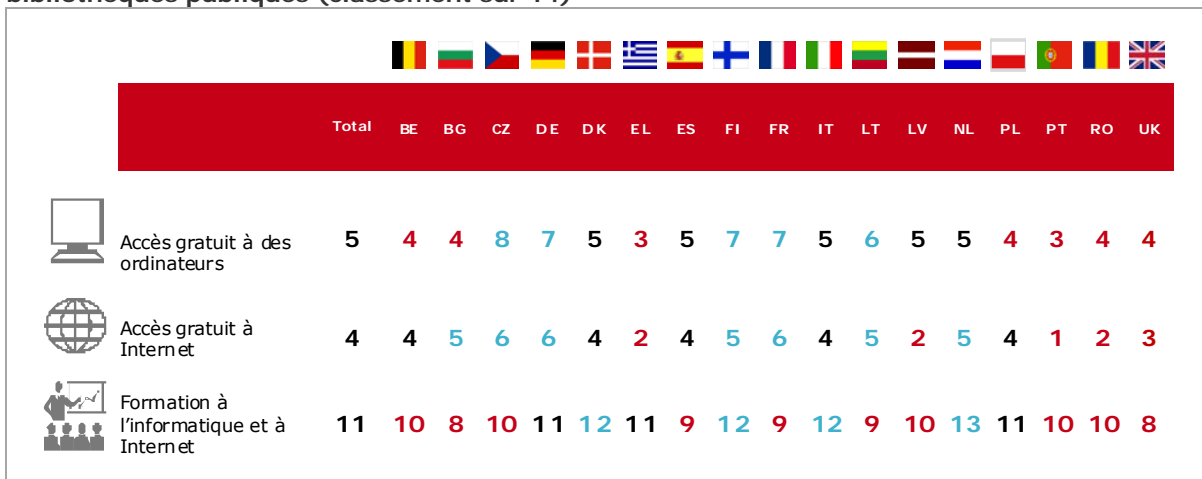 bibliothèques publiques (classement sur 14)
Total BE BG CZ DE DK EL ES FI FR IT LT LV NL PL PT RO UK
Accès gratuit à des
ordinateurs
5 4 4 8 7 5 3 5 7 7 5 6 5 5 4 3 4 4
Accès gratuit à
Internet
4 4 5 6 6 4 2 4 5 6 4 5 2 5 4 1 2 3
Formation à
l'informatique et à
Internet
11 10 8 10 11 12 11 9 12 9 12 9 10 13 11 10 10 8